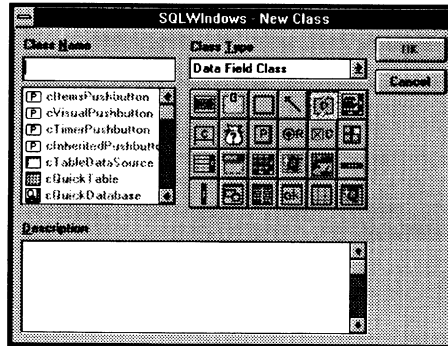 SQLWIndows - New Class
Class Name
Class Type
OK
Data Field Class
Cancel
cItemsPushbutton
cVisualPushbutton
cTimerPushbutton
cInheritedPushbutto
cTableDataSource
cQuickTable
cQuickDatabase
Description